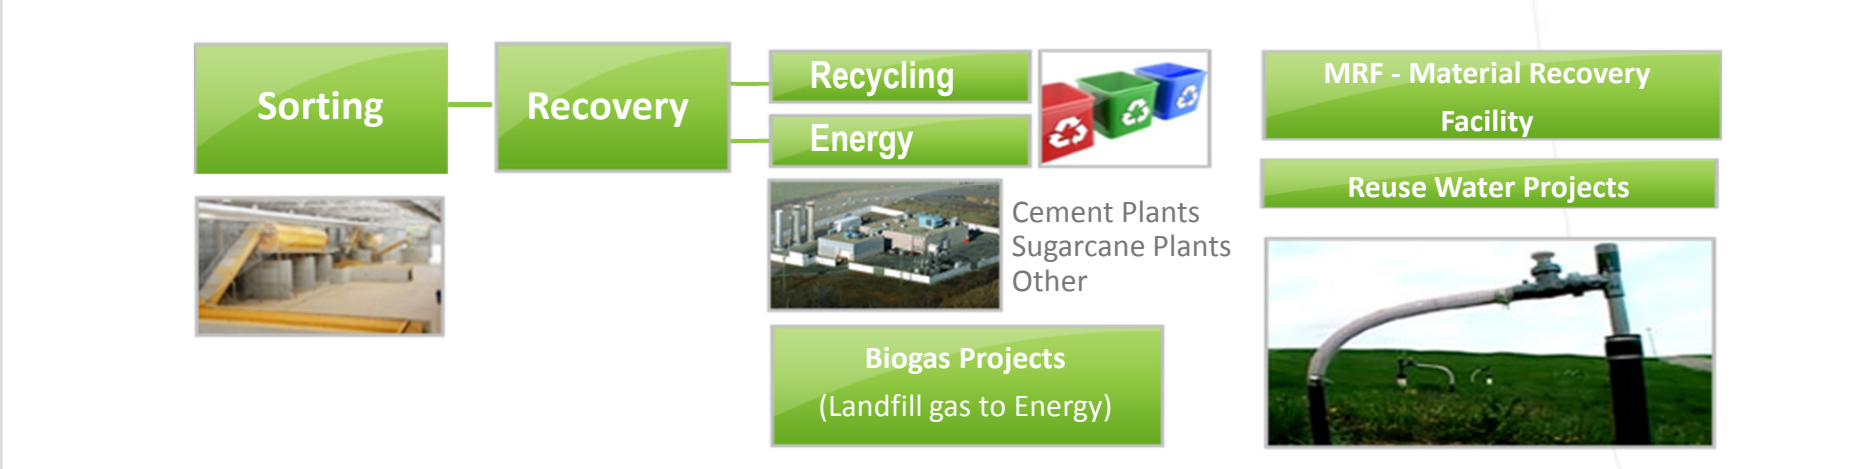 Sorting
Recovery
Recycling
Energy
Cement Plants
Sugarcane Plants
Other
Biogas Projects
(Landfill gas to Energy)
MRF - Material Recovery
Facility
Reuse Water Projects